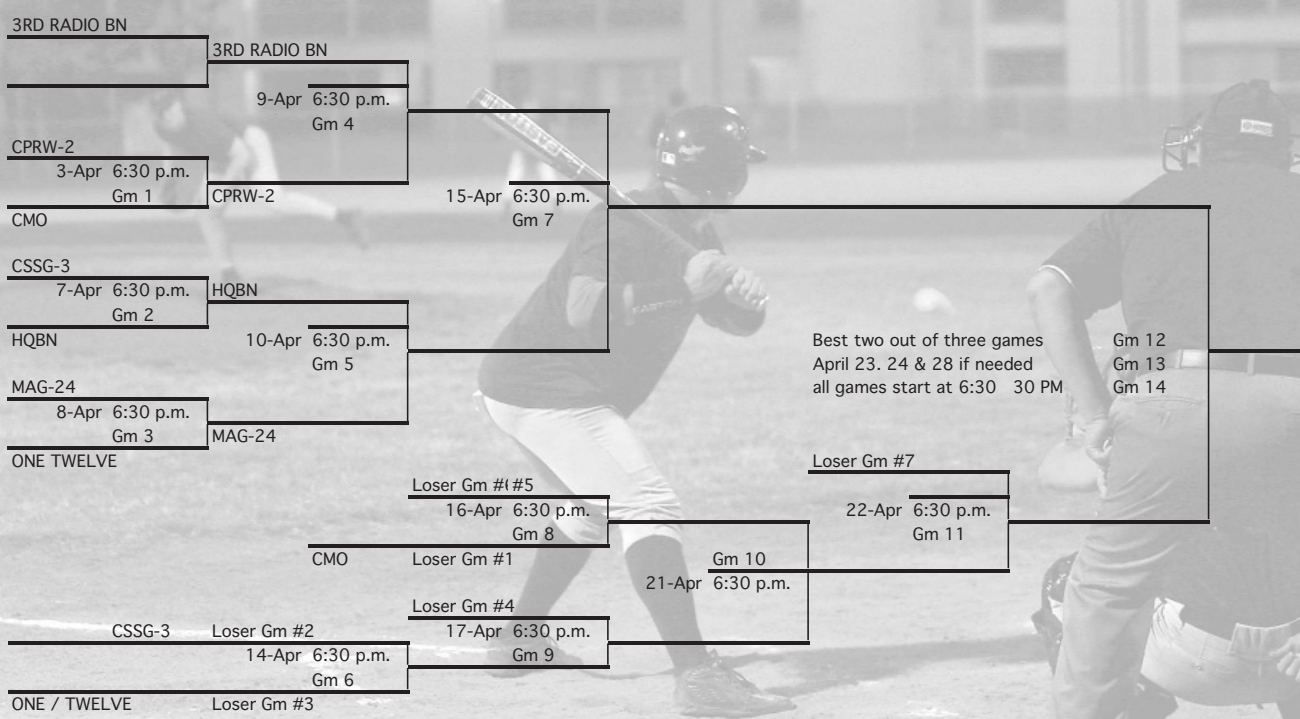 3RD RADIO BN
3RD RADIO BN
9-Apr 6:30 p.m.
Gm 4
CPRW-2
3-Apr 6:30 p.m.
Gm 1
CPRW-2
CMO
15-Apr 6:30 p.m.
Gm 7
CSSG-3
7-Apr 6:30 p.m.
HQBN
Gm 2
HQBN
10-Apr 6:30 p.m.
Gm 5
MAG-24
8-Apr 6:30 p.m.
Gm 3
MAG-24
ONE TWELVE
Best two out of three games Gm 12
April 23. 24 & 28 if needed Gm 13
all games start at 6:30 30 PM Gm 14
Loser Gm #7
22-Apr 6:30 p.m.
Gm 11
Loser Gm #5
16-Apr 6:30 p.m.
Gm 8
CMO Loser Gm #1
Gm 10
21-Apr 6:30 p.m.
Loser Gm #4
17-Apr 6:30 p.m.
Gm 9
CSSG-3 Loser Gm #2
14-Apr 6:30 p.m.
Gm 6
ONE / TWELVE Loser Gm #3